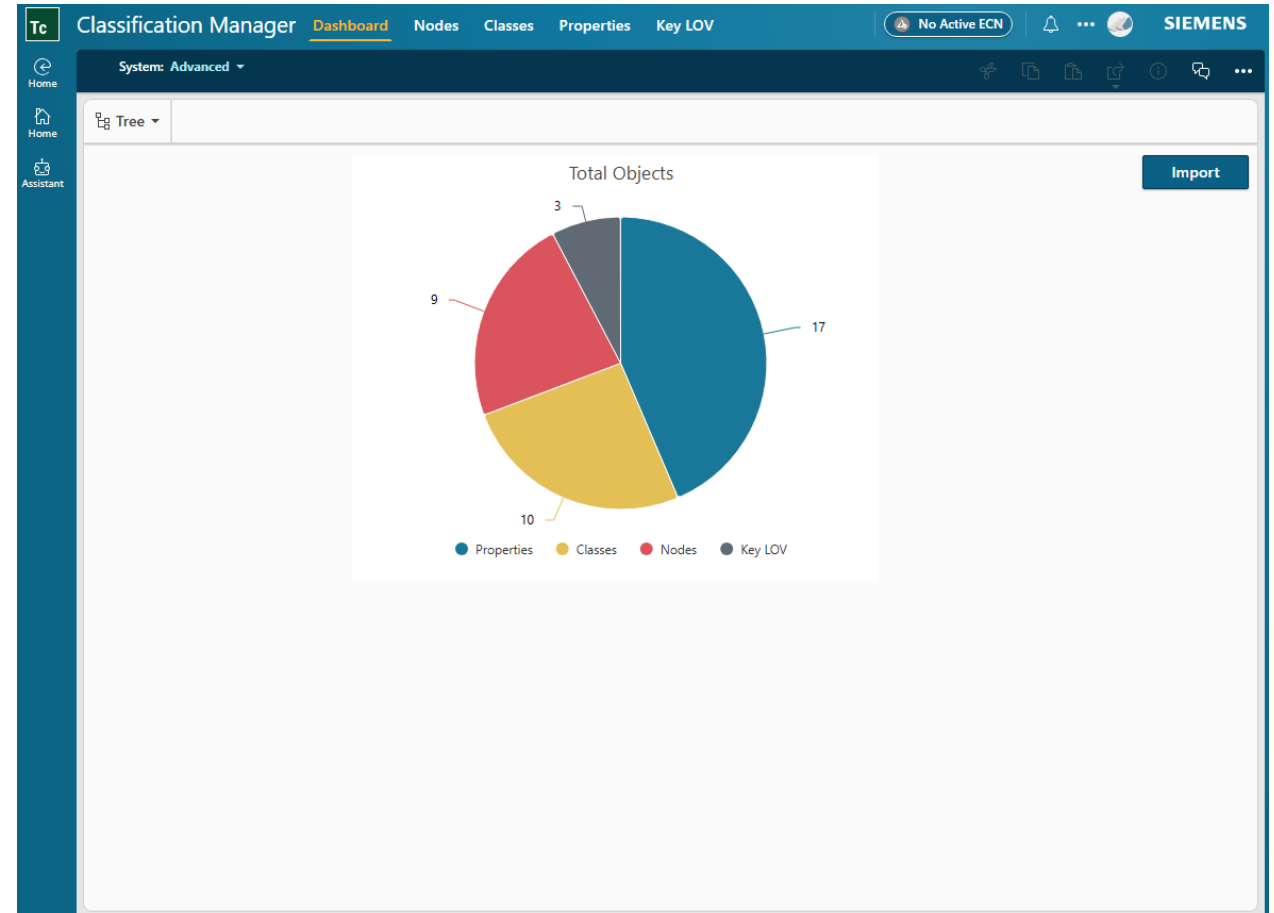 Tc Classification Manager Dashboard Nodes Classes Properties Key LOV No Active ECN SIEMENS
Home
System: Advanced
Home
Assistant
Tree
Import
Total Objects
3
9
17
10
Properties Classes Nodes Key LOV